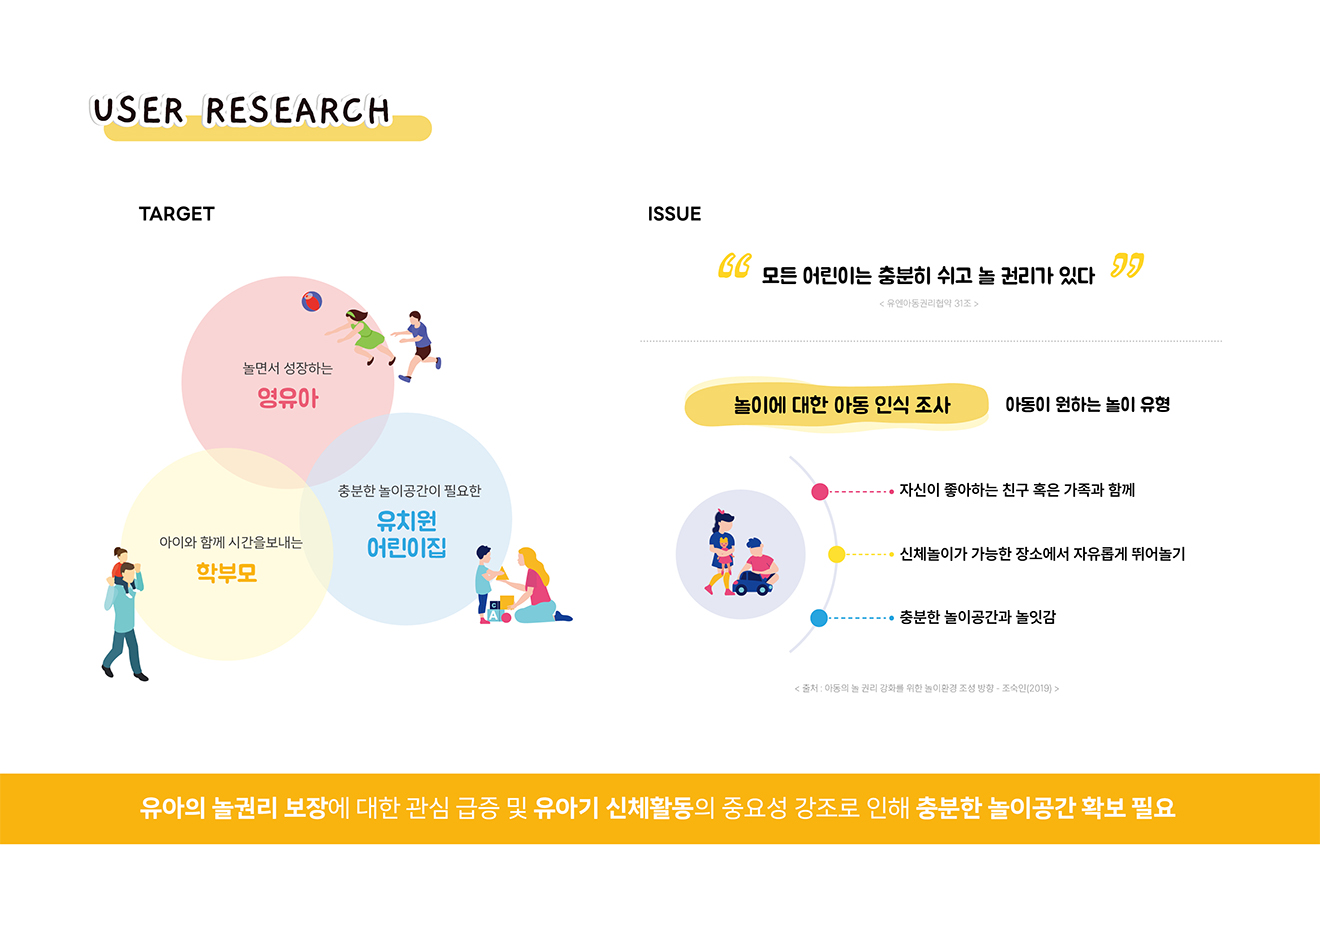 USER RESEARCH
TARGET
놀면서 성장하는
영유아
충분한 놀이공간이 필요한
유치원
어린이집
아이와 함께 시간을보내는
학부모
C
A
ISSUE
“ 모든 어린이는 충분히 쉬고 놀 권리가 있다 ”
< 유엔아동권리협약 31조 >
놀이에 대한 아동 인식 조사 아동이 원하는 놀이 유형
자신이 좋아하는 친구 혹은 가족과 함께
신체놀이가 가능한 장소에서 자유롭게 뛰어놀기
충분한 놀이공간과 놀잇감
< 출처 : 아동의 놀 권리 강화를 위한 놀이환경 조성 방향 - 조숙인(2019) >
유아의 놀권리 보장에 대한 관심 급증 및 유아기 신체활동의 중요성 강조로 인해 충분한 놀이공간 확보 필요